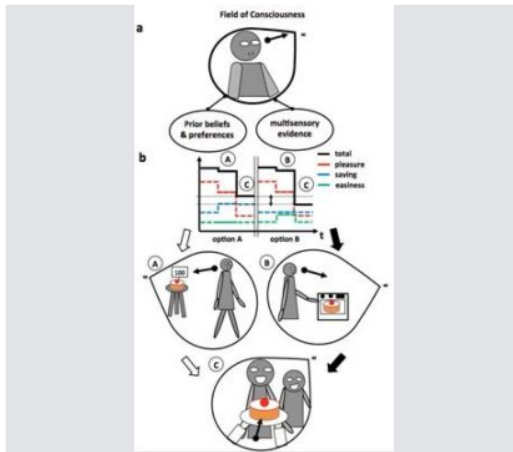 Field of Consciousness
a
∞
Prior beliefs
& preferences
multisensory
evidence
b
A
B
C
C
total
pleasure
saving
easiness
t
option A
option B
A
100
∞
B
∞
C
∞